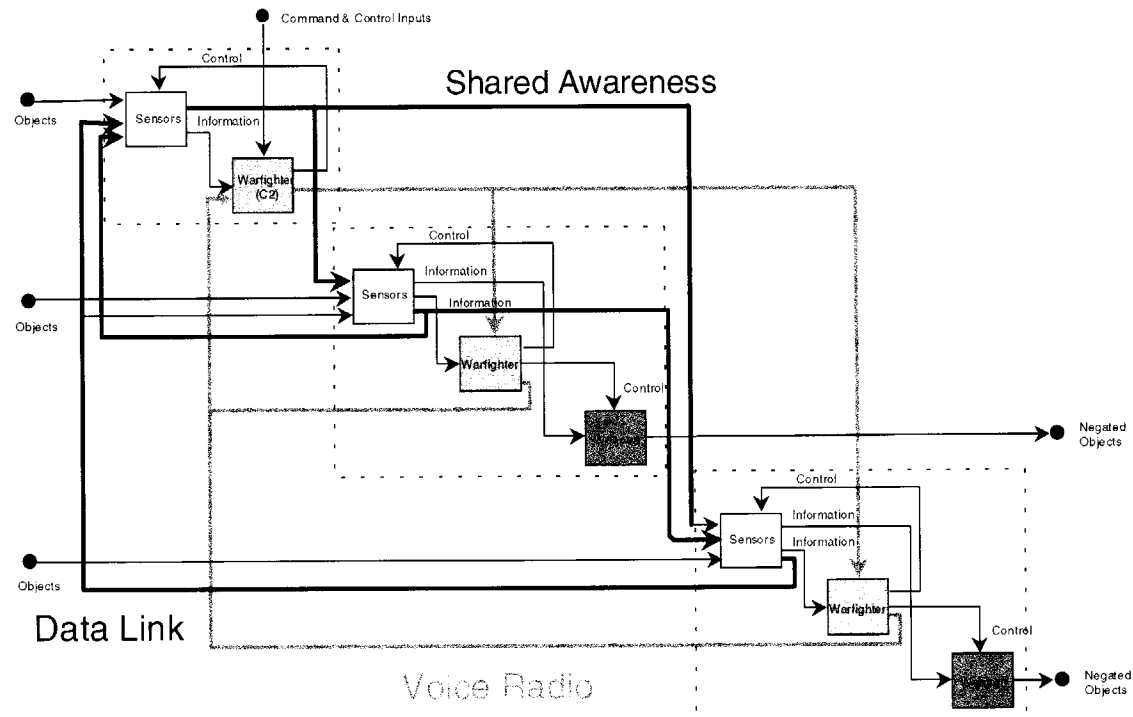 Command & Control Inputs
Control
Shared Awareness
Objects
Sensors
Information
Warfighter
(C2)
Control
Information
Sensors
Information
Objects
Warfighter
Control
Negated
Objects
Control
Information
Sensors
Information
Objects
Warfighter
Data Link
Control
Voice Radio
Negated
Objects